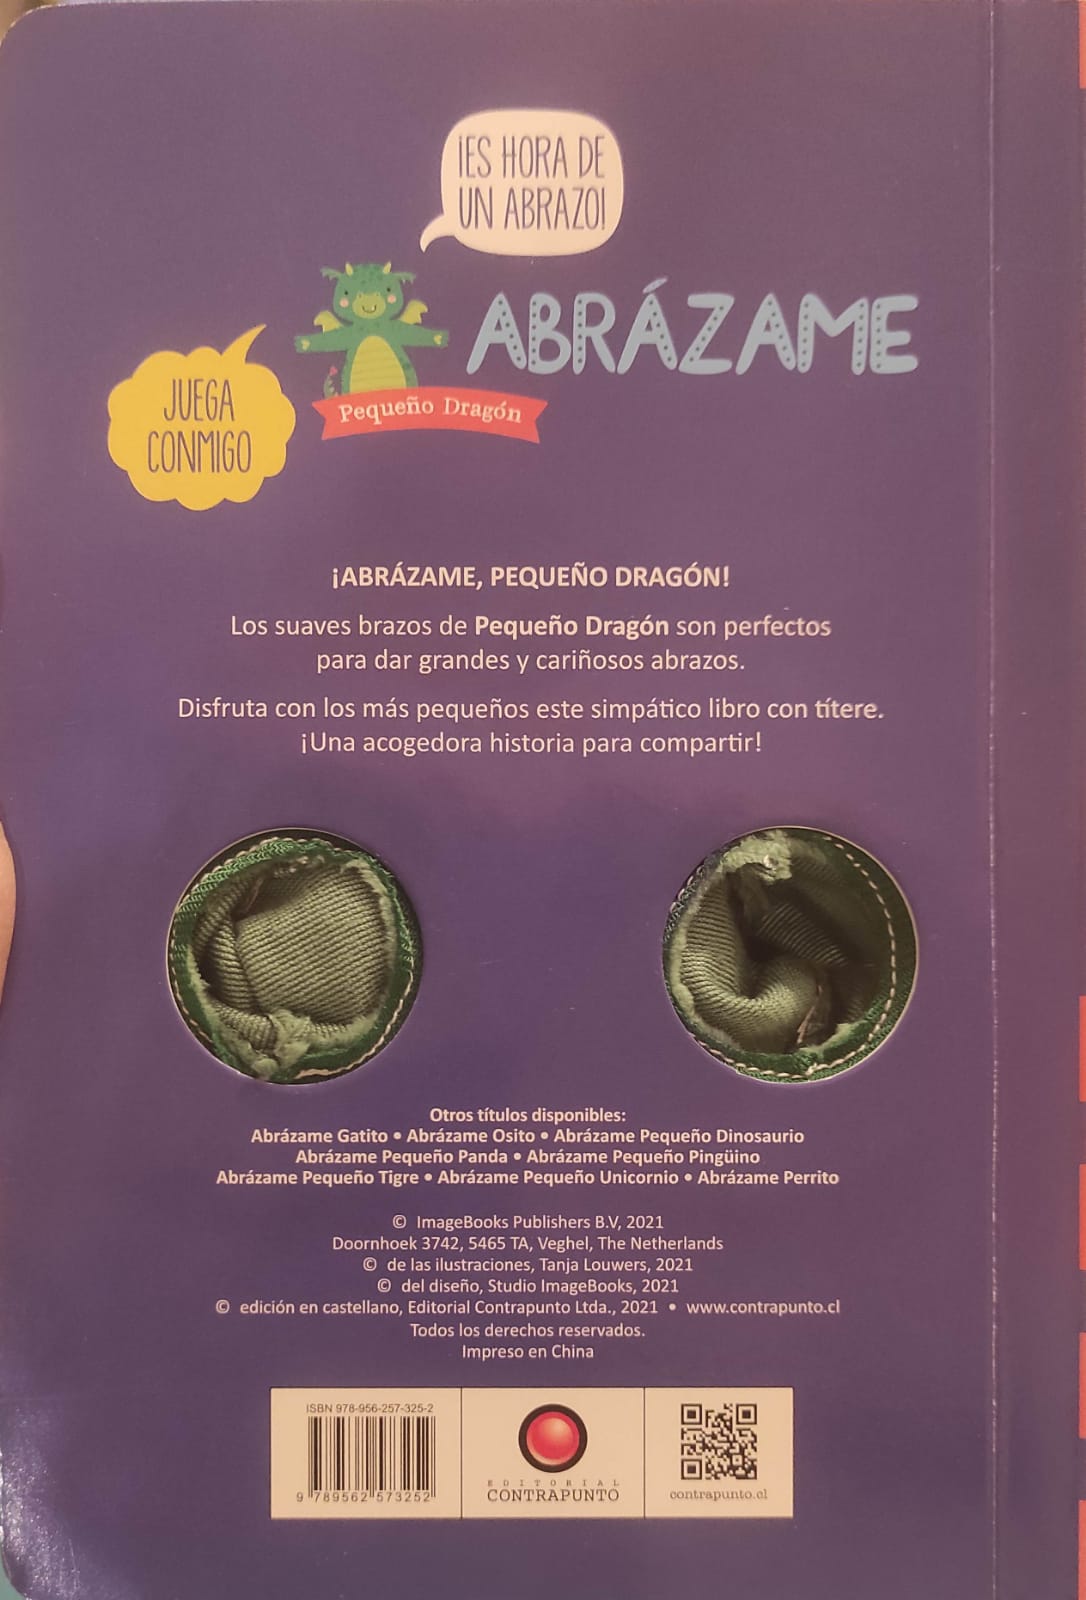 ¡ES HORA DE
UN ABRAZO!
ABRÁZAME
Pequeño Dragón
JUEGA
CONMIGO
¡ABRÁZAME, PEQUEÑO DRAGÓN!
Los suaves brazos de Pequeño Dragón son perfectos
para dar grandes y cariñosos abrazos.
Disfruta con los más pequeños este simpático libro con títere.
¡Una acogedora historia para compartir!
Otros títulos disponibles:
Abrázame Gatito • Abrázame Osito • Abrázame Pequeño Dinosaurio
Abrázame Pequeño Panda • Abrázame Pequeño Pingüino
Abrázame Pequeño Tigre • Abrázame Pequeño Unicornio • Abrázame Perrito
© ImageBooks Publishers B.V, 2021
Doornhoek 3742, 5465 TA, Veghel, The Netherlands
© de las ilustraciones, Tanja Louwers, 2021
© del diseño, Studio ImageBooks, 2021
© edición en castellano, Editorial Contrapunto Ltda., 2021 • www.contrapunto.cl
Todos los derechos reservados.
Impreso en China
ISBN 978-956-257-325-2
9 789562 573252
EDITORIAL
CONTRAPUNTO
contrapunto.cl